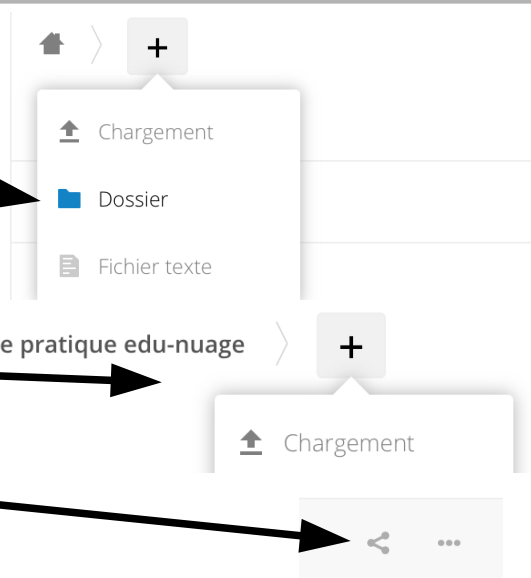 Chargement
Dossier
Fichier texte
e pratique edu-nuage
Chargement